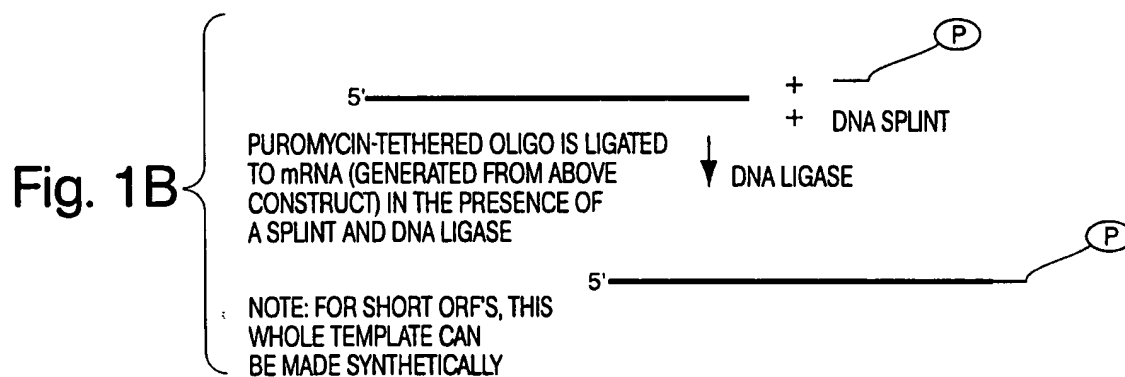 Fig. 1B
P
5'
+
+ DNA SPLINT
PUROMYCIN-TETHERED OLIGO IS LIGATED
TO mRNA (GENERATED FROM ABOVE
CONSTRUCT) IN THE PRESENCE OF
A SPLINT AND DNA LIGASE
DNA LIGASE
P
5'
NOTE: FOR SHORT ORF'S, THIS
WHOLE TEMPLATE CAN
BE MADE SYNTHETICALLY